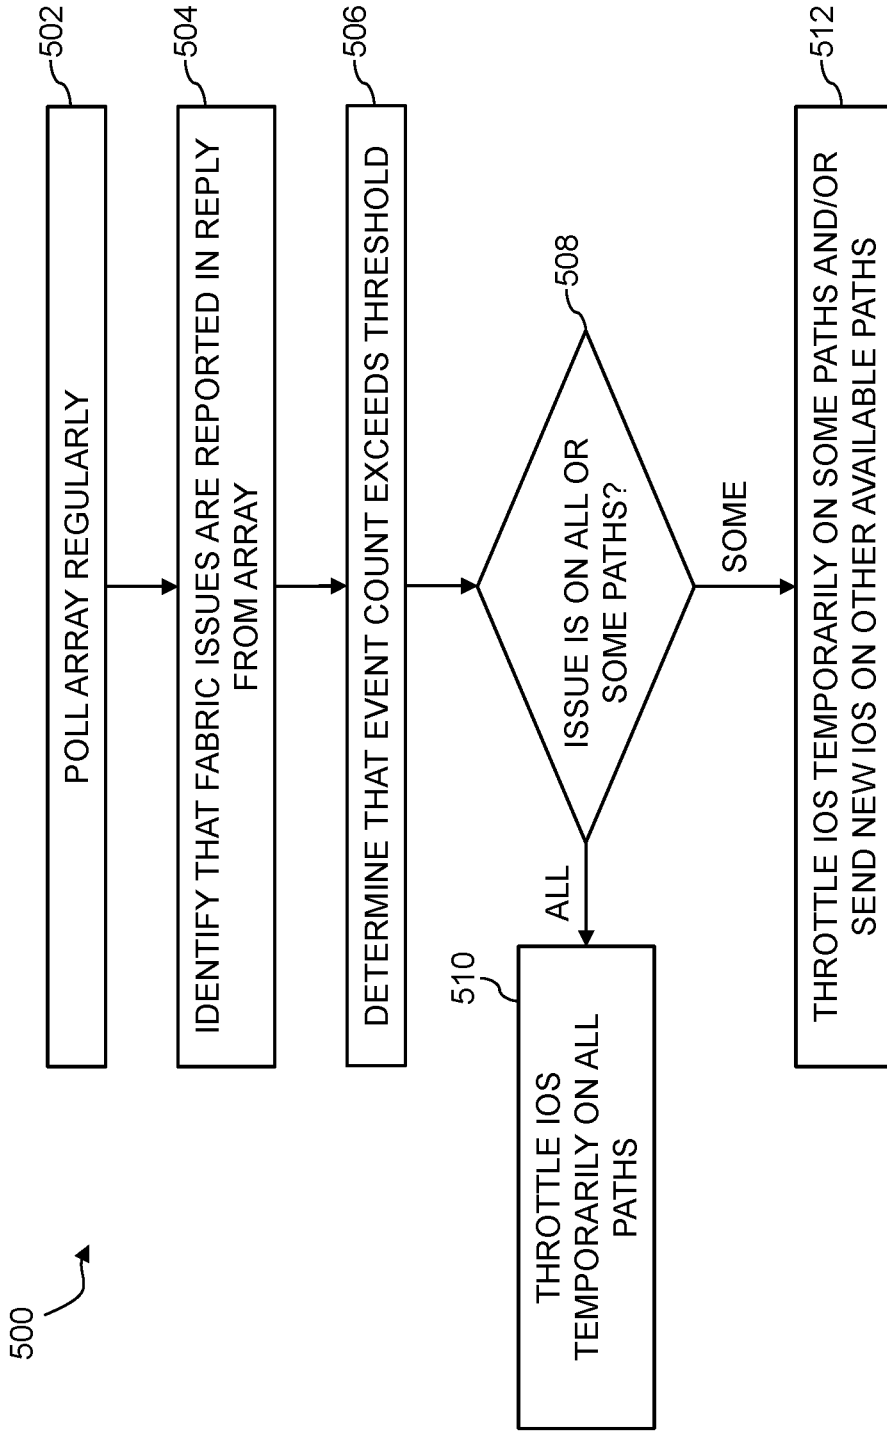 500
502
POLL ARRAY REGULARLY
504
IDENTIFY THAT FABRIC ISSUES ARE REPORTED IN REPLY
FROM ARRAY
506
DETERMINE THAT EVENT COUNT EXCEEDS THRESHOLD
508
ISSUE IS ON ALL OR
SOME PATHS?
ALL
510
THROTTLE IOS
TEMPORARILY ON ALL
PATHS
SOME
512
THROTTLE IOS TEMPORARILY ON SOME PATHS AND/OR
SEND NEW IOS ON OTHER AVAILABLE PATHS